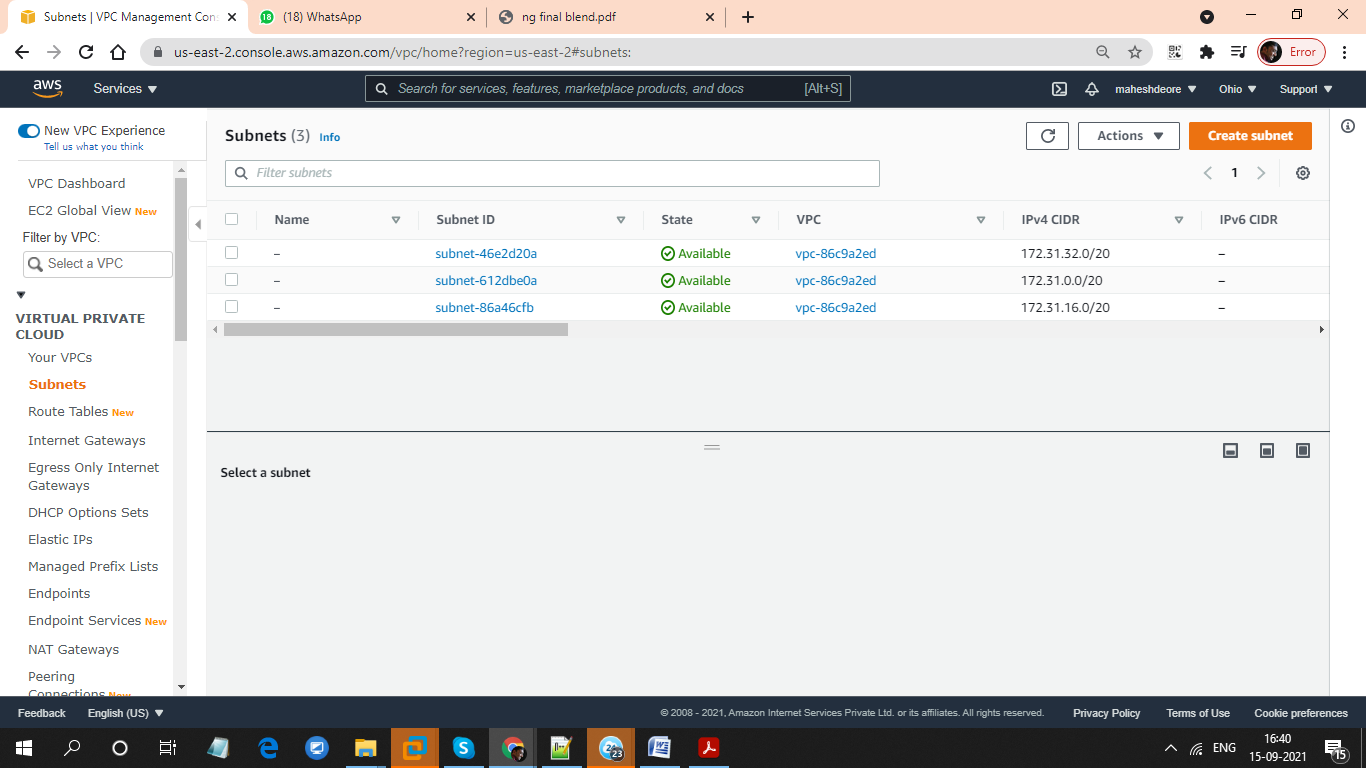 Subnets | VPC Management Con
(18) WhatsApp
ng final blend.pdf
us-east-2.console.aws.amazon.com/vpc/home?region=us-east-2#subnets:
Error
aws
Services
Search for services, features, marketplace products, and docs
[Alt+S]
maheshdeore
Ohio
Support
New VPC Experience
Tell us what you think
VPC Dashboard
EC2 Global View New
Filter by VPC:
Select a VPC
VIRTUAL PRIVATE
CLOUD
Your VPCs
Subnets
Route Tables New
Internet Gateways
Egress Only Internet
Gateways
DHCP Options Sets
Elastic IPs
Managed Prefix Lists
Endpoints
Endpoint Services New
NAT Gateways
Peering
Connections New
Subnets (3) Info
Actions
Create subnet
Filter subnets
1
Name Subnet ID State VPC IPv4 CIDR IPv6 CIDR
– subnet-46e2d20a Available vpc-86c9a2ed 172.31.32.0/20 –
– subnet-612dbe0a Available vpc-86c9a2ed 172.31.0.0/20 –
– subnet-86a46cfb Available vpc-86c9a2ed 172.31.16.0/20 –
Select a subnet
Feedback
English (US)
© 2008 - 2021, Amazon Internet Services Private Ltd. or its affiliates. All rights reserved.
Privacy Policy
Terms of Use
Cookie preferences
ENG
16:40
15-09-2021
15